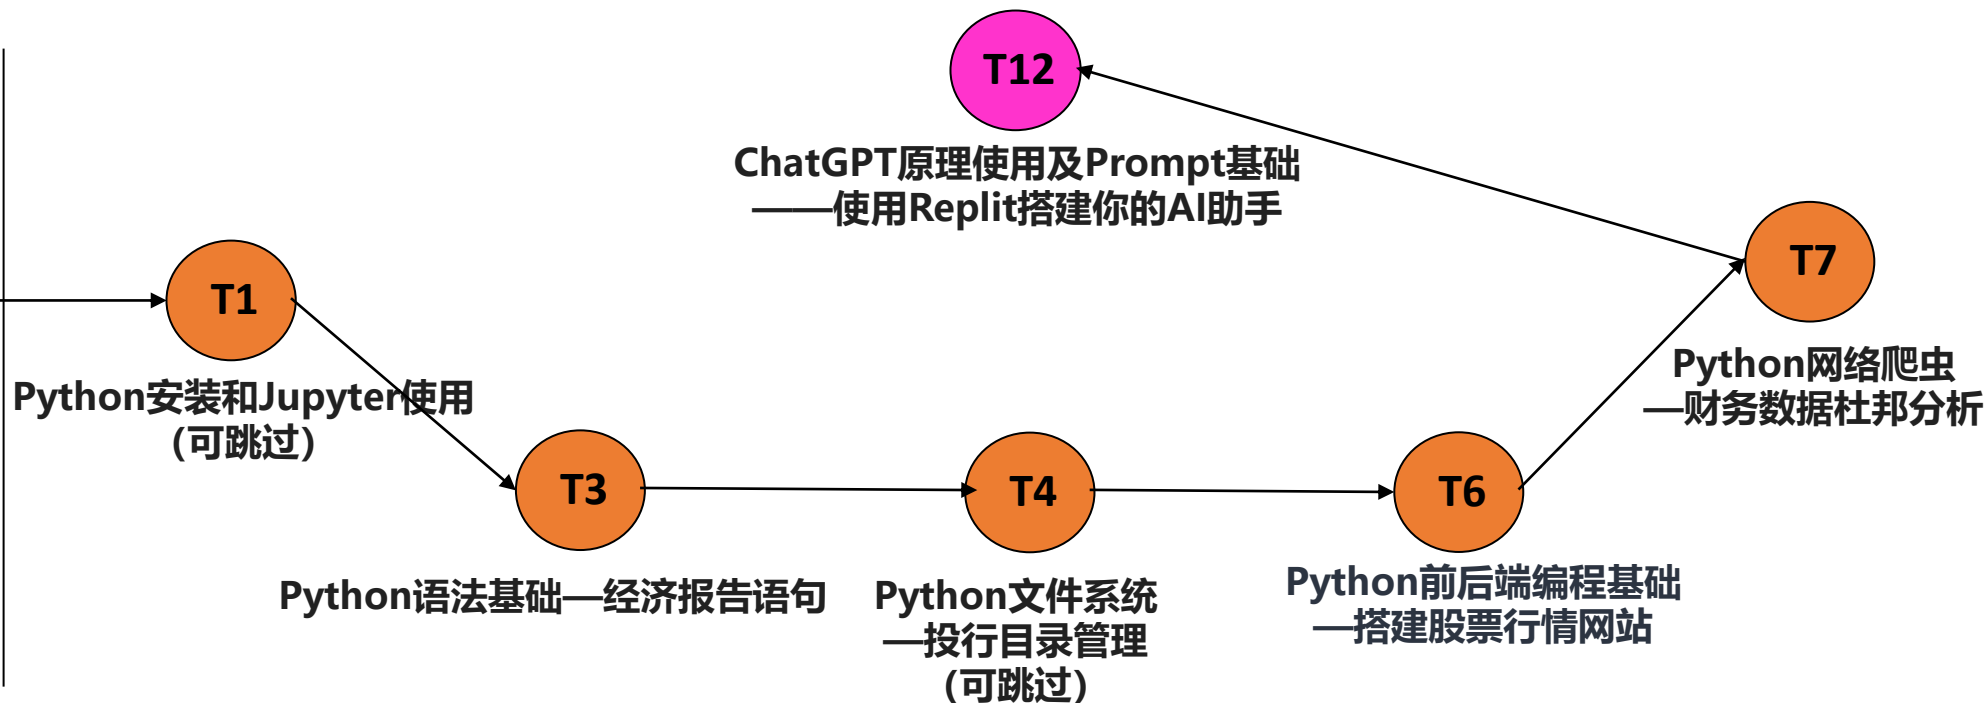 T12
ChatGPT原理使用及Prompt基础
——使用Replit搭建你的AI助手
T7
Python网络爬虫
—财务数据杜邦分析
T1
Python安装和Jupyter使用
（可跳过）
T3
Python语法基础—经济报告语句
T4
Python文件系统
—投行目录管理
（可跳过）
T6
Python前后端编程基础
—搭建股票行情网站